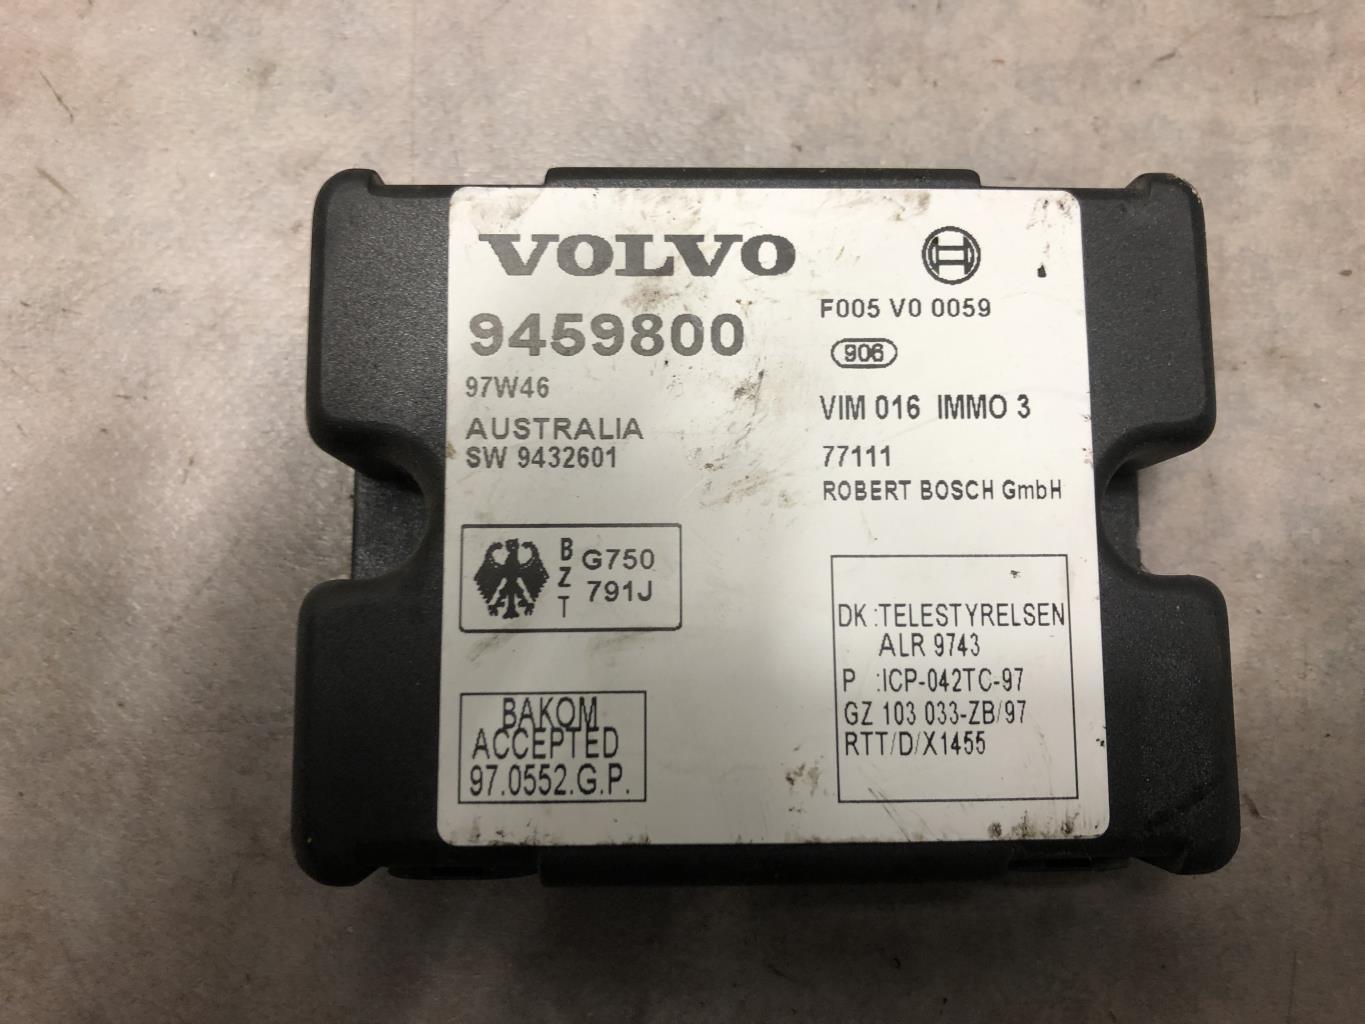 VOLVO
9459800
97W46
AUSTRALIA
SW 9432601
F005 V0 0059
906
VIM 016 IMMO 3
77111
ROBERT BOSCH GmbH
BZT
G750
791J
BAKOM
ACCEPTED
97.0552.G.P.
DK :TELESTYRELSEN
ALR 9743
P :ICP-042TC-97
GZ 103 033-ZB/97
RTT/D/X1455